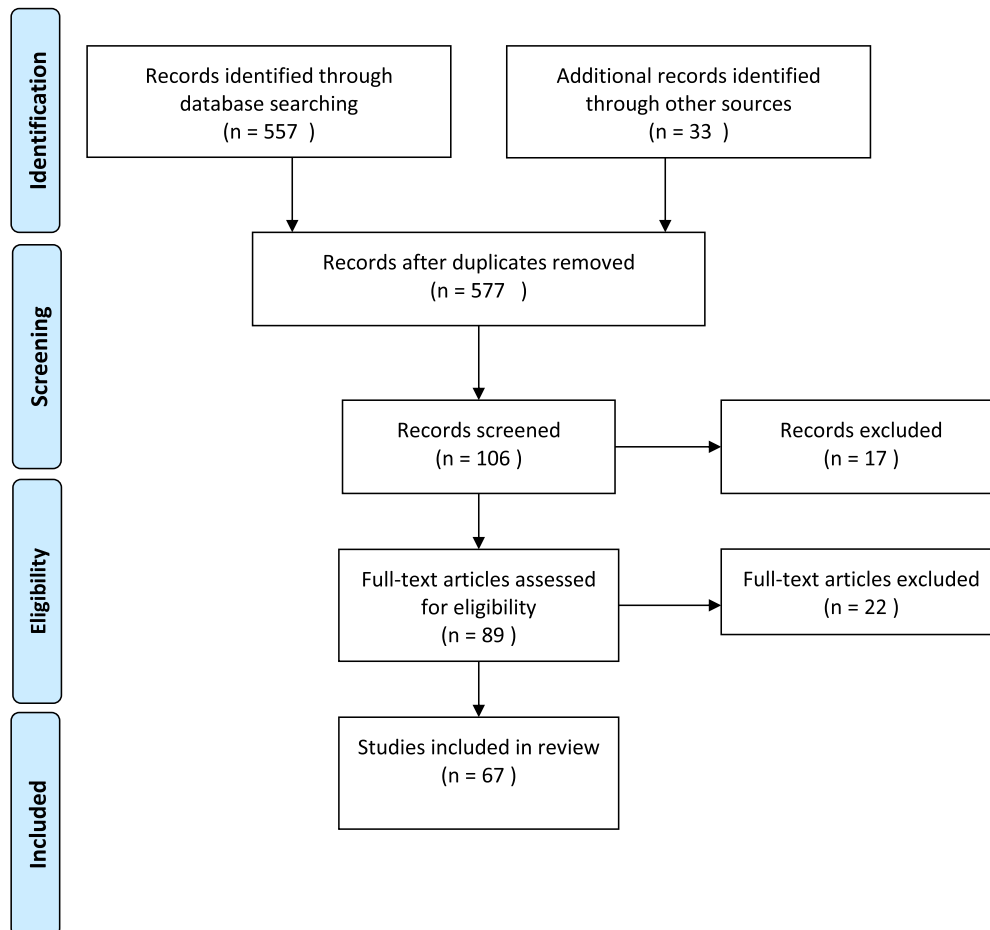 Identification
Records identified through
database searching
(n = 557 )
Additional records identified
through other sources
(n = 33 )
Screening
Records after duplicates removed
(n = 577 )
Records screened
(n = 106 )
Records excluded
(n = 17 )
Eligibility
Full-text articles assessed
for eligibility
(n = 89 )
Full-text articles excluded
(n = 22 )
Included
Studies included in review
(n = 67 )